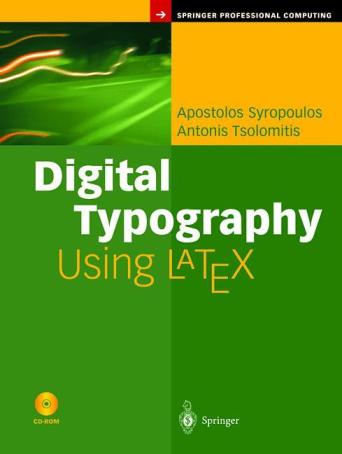 → SPRINGER PROFESSIONAL COMPUTING
Apostolos Syropoulos
Antonis Tsolomitis
Digital
Typography
Using LATEX
CD-ROM
Springer